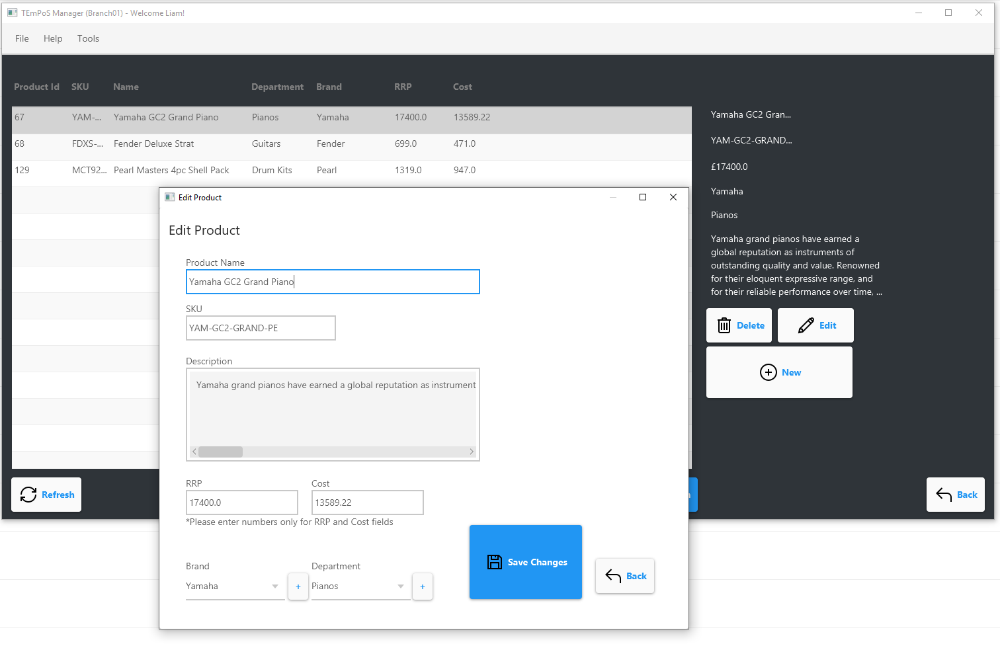 TEmPoS Manager (Branch01) - Welcome Liam!
File Help Tools
Product Id SKU Name Department Brand RRP Cost
67 YAM-... Yamaha GC2 Grand Piano Pianos Yamaha 17400.0 13589.22
68 FDXS-... Fender Deluxe Strat Guitars Fender 699.0 471.0
129 MCT92... Pearl Masters 4pc Shell Pack Drum Kits Pearl 1319.0 947.0
Yamaha GC2 Gran...
YAM-GC2-GRAND...
£17400.0
Yamaha
Pianos
Yamaha grand pianos have earned a
global reputation as instruments of
outstanding quality and value. Renowned
for their eloquent expressive range, and
for their reliable performance over time, ...
Delete Edit
New
Refresh
Back
Edit Product
Edit Product
Product Name
Yamaha GC2 Grand Piano
SKU
YAM-GC2-GRAND-PE
Description
Yamaha grand pianos have earned a global reputation as instrument
RRP Cost
17400.0 13589.22
*Please enter numbers only for RRP and Cost fields
Brand Department
Yamaha + Pianos +
Save Changes
Back